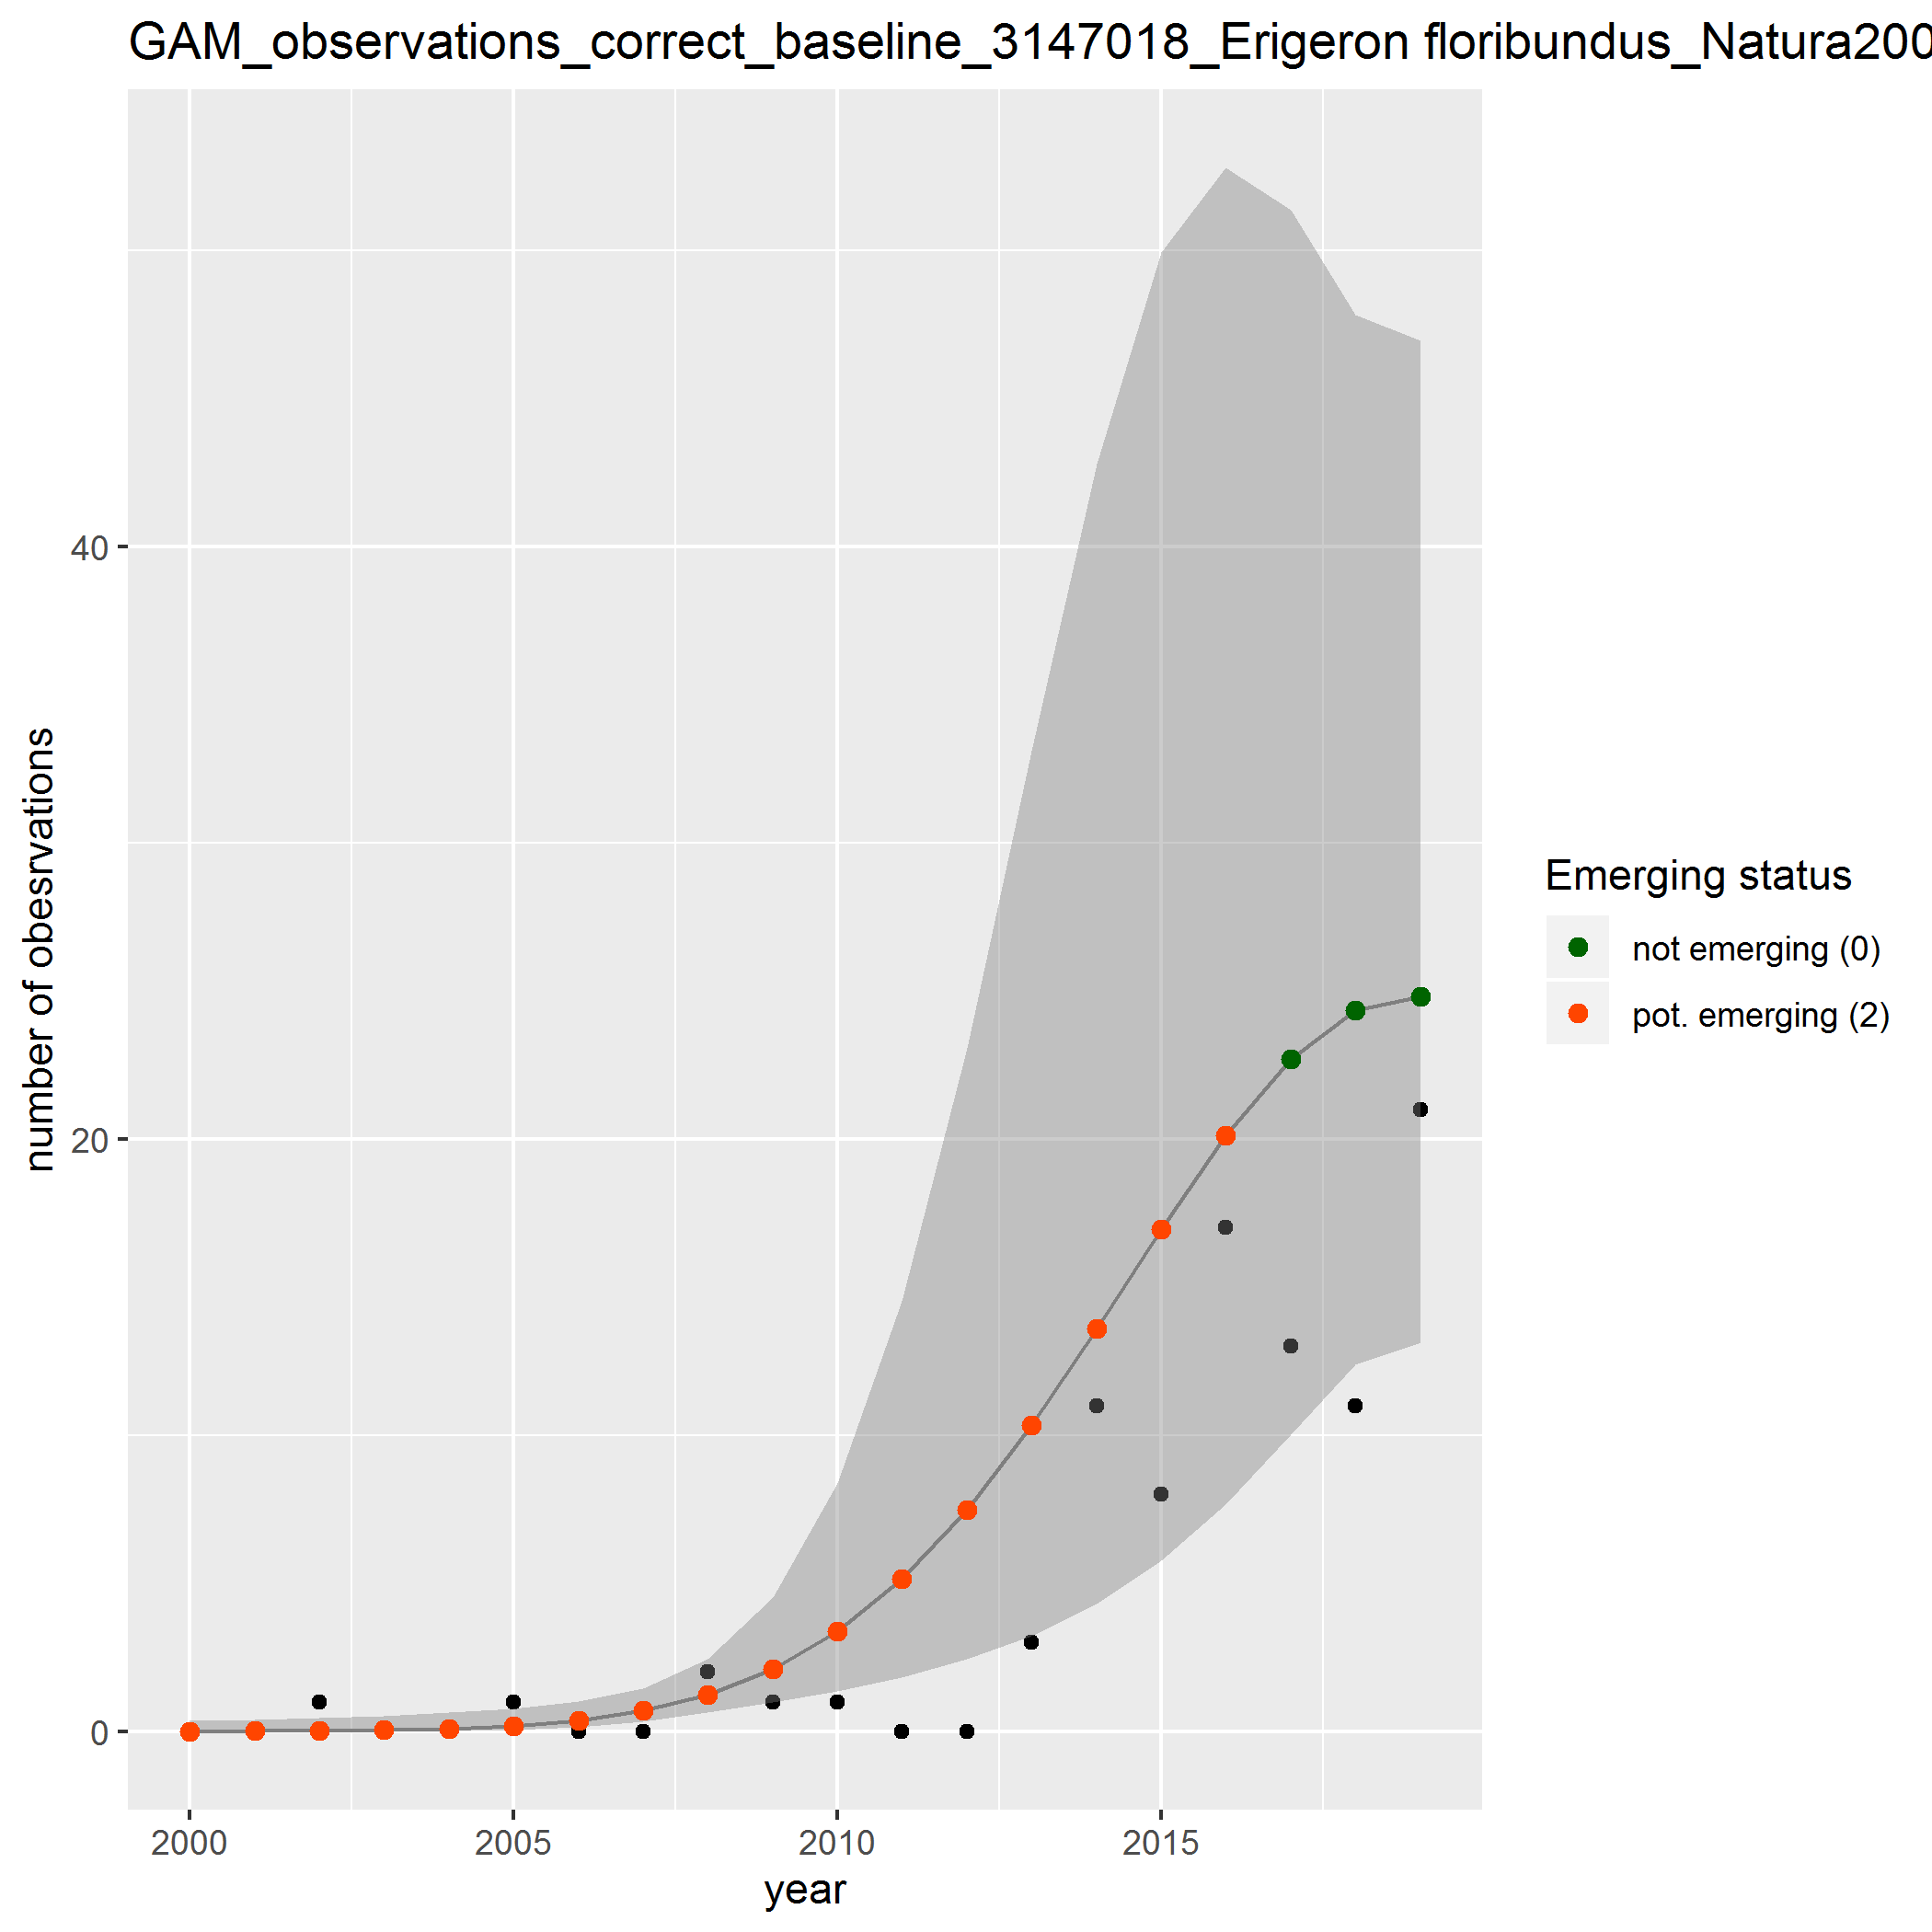 GAM_observations_correct_baseline_3147018_Erigeron floribundus_Natura200
number of obesrvations
40
20
0
2000 2005 2010 2015
year
Emerging status
not emerging (0)
pot. emerging (2)